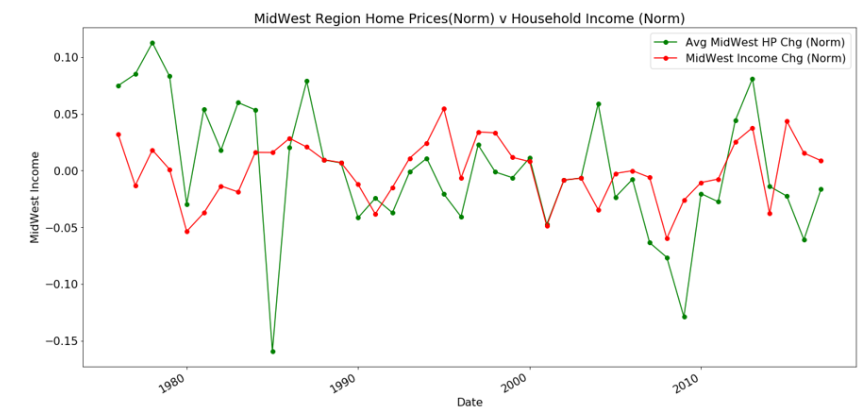 MidWest Region Home Prices(Norm) v Household Income (Norm)
Avg MidWest HP Chg (Norm)
MidWest Income Chg (Norm)
MidWest Income
0.10
0.05
0.00
−0.05
−0.10
−0.15
1980
1990
2000
2010
Date